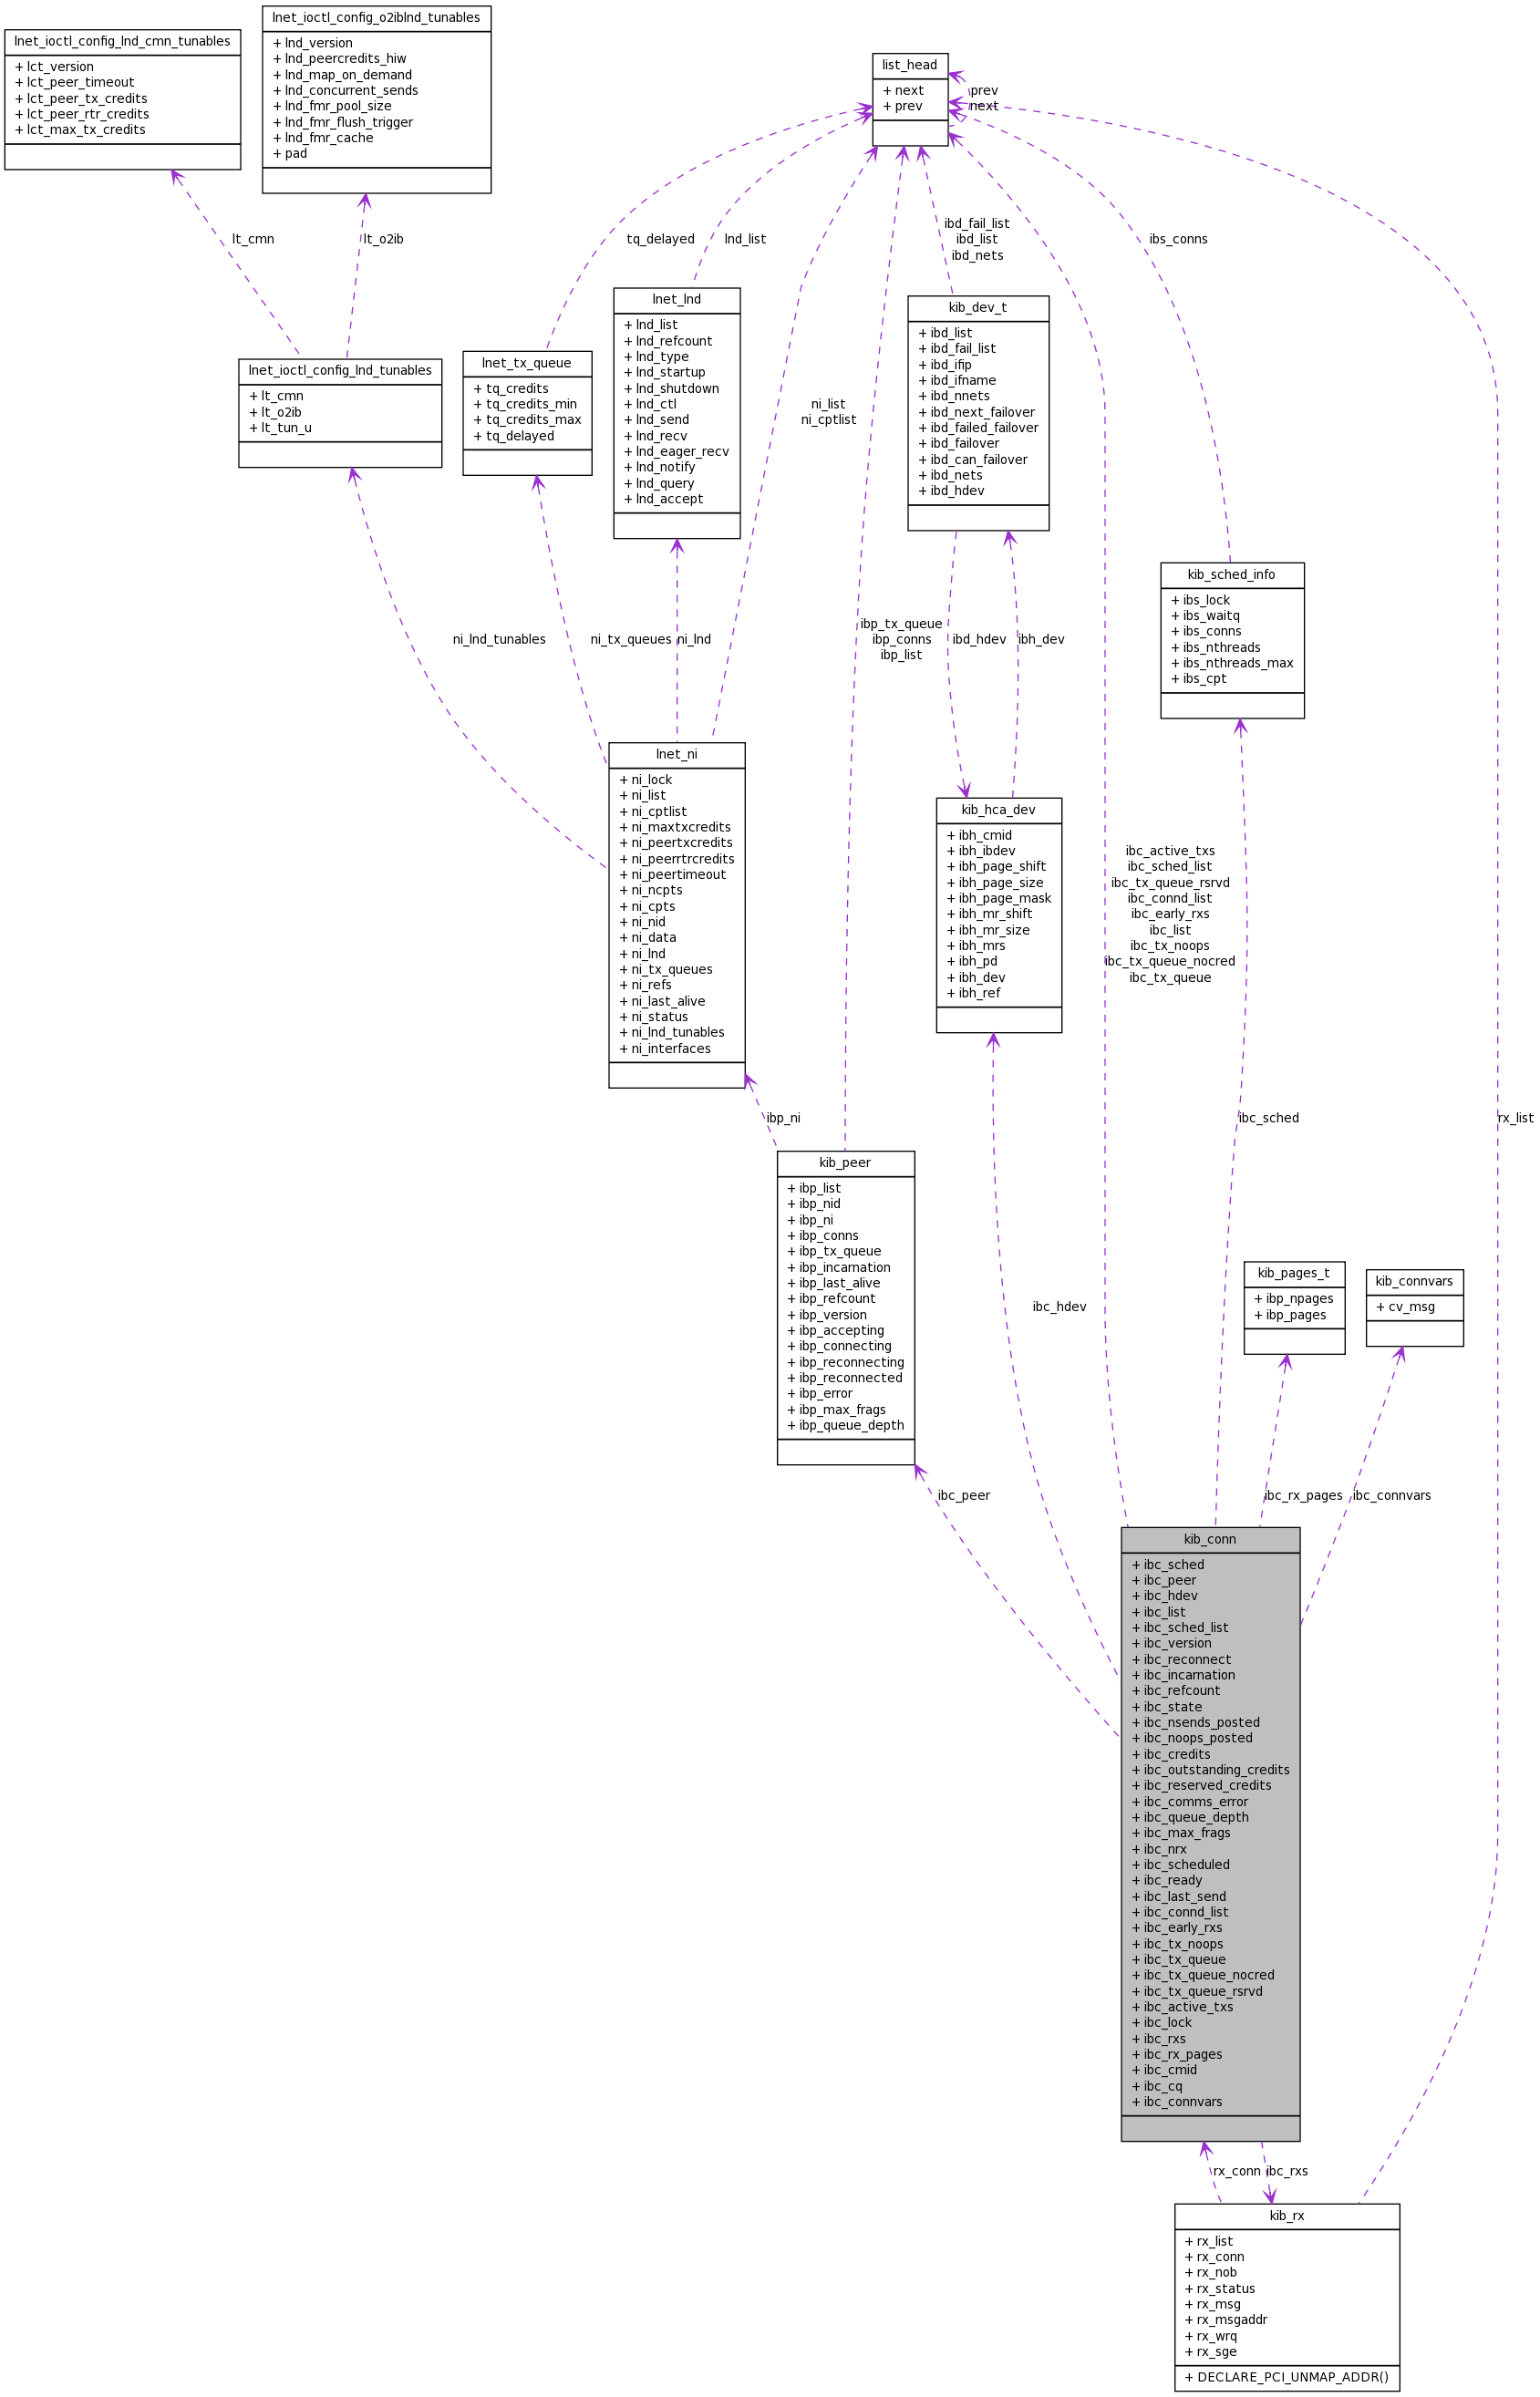 lnet_ioctl_config_o2iblnd_tunables
+ lnd_version
+ lnd_peercredits_hiw
+ lnd_map_on_demand
+ lnd_concurrent_sends
+ lnd_fmr_pool_size
+ lnd_fmr_flush_trigger
+ lnd_fmr_cache
+ pad
lnet_ioctl_config_lnd_cmn_tunables
+ lct_version
+ lct_peer_timeout
+ lct_peer_tx_credits
+ lct_peer_rtr_credits
+ lct_max_tx_credits
list_head
+ next
+ prev
prev
next
lt_cmn
lt_o2ib
tq_delayed
lnd_list
ibd_fail_list
ibd_list
ibd_nets
ibs_conns
lnet_ioctl_config_lnd_tunables
+ lt_cmn
+ lt_o2ib
+ lt_tun_u
lnet_tx_queue
+ tq_credits
+ tq_credits_min
+ tq_credits_max
+ tq_delayed
lnet_lnd
+ lnd_list
+ lnd_refcount
+ lnd_type
+ lnd_startup
+ lnd_shutdown
+ lnd_ctl
+ lnd_send
+ lnd_recv
+ lnd_eager_recv
+ lnd_notify
+ lnd_query
+ lnd_accept
ni_list
ni_cptlist
kib_dev_t
+ ibd_list
+ ibd_fail_list
+ ibd_ifip
+ ibd_ifname
+ ibd_nnets
+ ibd_next_failover
+ ibd_failed_failover
+ ibd_failover
+ ibd_can_failover
+ ibd_nets
+ ibd_hdev
kib_sched_info
+ ibs_lock
+ ibs_waitq
+ ibs_conns
+ ibs_nthreads
+ ibs_nthreads_max
+ ibs_cpt
ni_lnd_tunables
ni_tx_queues
ni_lnd
ibp_tx_queue
ibp_conns
ibp_list
ibd_hdev
ibh_dev
lnet_ni
+ ni_lock
+ ni_list
+ ni_cptlist
+ ni_maxtxcredits
+ ni_peertxcredits
+ ni_peerrtrcredits
+ ni_peertimeout
+ ni_ncpts
+ ni_cpts
+ ni_nid
+ ni_data
+ ni_lnd
+ ni_tx_queues
+ ni_refs
+ ni_last_alive
+ ni_status
+ ni_lnd_tunables
+ ni_interfaces
kib_hca_dev
+ ibh_cmid
+ ibh_ibdev
+ ibh_page_shift
+ ibh_page_size
+ ibh_page_mask
+ ibh_mr_shift
+ ibh_mr_size
+ ibh_mrs
+ ibh_pd
+ ibh_dev
+ ibh_ref
ibc_active_txs
ibc_sched_list
ibc_tx_queue_rsrvd
ibc_connd_list
ibc_early_rxs
ibc_list
ibc_tx_noops
ibc_tx_queue_nocred
ibc_tx_queue
ibp_ni
ibc_sched
rx_list
kib_peer
+ ibp_list
+ ibp_nid
+ ibp_ni
+ ibp_conns
+ ibp_tx_queue
+ ibp_incarnation
+ ibp_last_alive
+ ibp_refcount
+ ibp_version
+ ibp_accepting
+ ibp_connecting
+ ibp_reconnecting
+ ibp_reconnected
+ ibp_error
+ ibp_max_frags
+ ibp_queue_depth
ibc_hdev
kib_pages_t
+ ibp_npages
+ ibp_pages
kib_connvars
+ cv_msg
ibc_peer
ibc_rx_pages
ibc_connvars
kib_conn
+ ibc_sched
+ ibc_peer
+ ibc_hdev
+ ibc_list
+ ibc_sched_list
+ ibc_version
+ ibc_reconnect
+ ibc_incarnation
+ ibc_refcount
+ ibc_state
+ ibc_nsends_posted
+ ibc_noops_posted
+ ibc_credits
+ ibc_outstanding_credits
+ ibc_reserved_credits
+ ibc_comms_error
+ ibc_queue_depth
+ ibc_max_frags
+ ibc_nrx
+ ibc_scheduled
+ ibc_ready
+ ibc_last_send
+ ibc_connd_list
+ ibc_early_rxs
+ ibc_tx_noops
+ ibc_tx_queue
+ ibc_tx_queue_nocred
+ ibc_tx_queue_rsrvd
+ ibc_active_txs
+ ibc_lock
+ ibc_rxs
+ ibc_rx_pages
+ ibc_cmid
+ ibc_cq
+ ibc_connvars
rx_conn
ibc_rxs
kib_rx
+ rx_list
+ rx_conn
+ rx_nob
+ rx_status
+ rx_msg
+ rx_msgaddr
+ rx_wrq
+ rx_sge
+ DECLARE_PCI_UNMAP_ADDR()